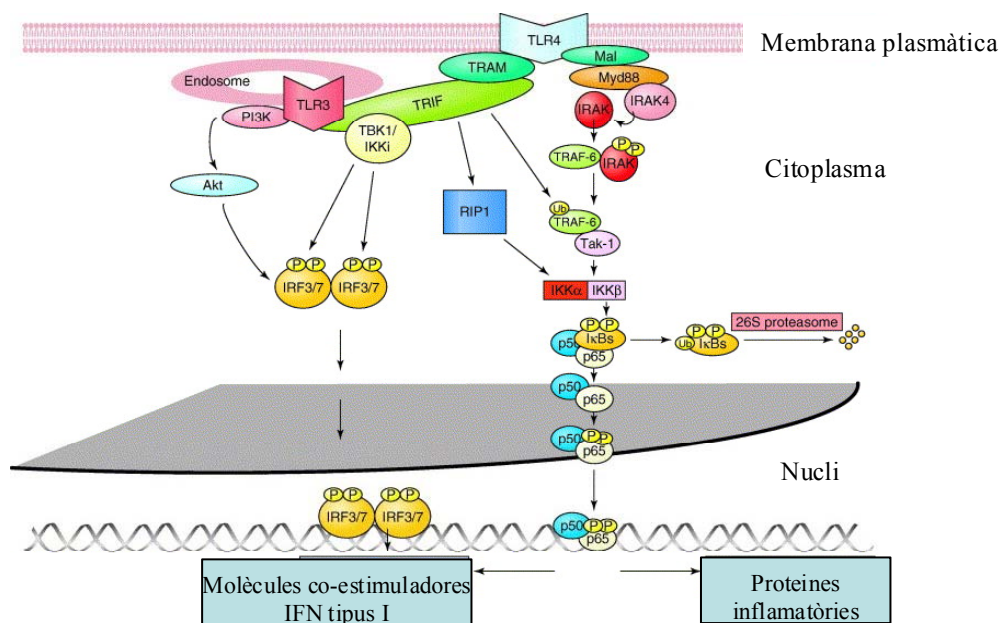 TLR4
Membrana plasmàtica
Mal
TRAM
Myd88
Endosome
TLR3
TRIF
PI3K
IRAK
IRAK4
TBK1/
IKKi
P P
TRAF-6
IRAK
Citoplasma
Akt
RIP1
Ub
TRAF-6
Tak-1
P P P P
IRF3/7 IRF3/7
IKKα IKKβ
P P
IκBs
p50
p65
P P
Ub
IκBs
26S proteasome
p50
p65
p50
P P
p65
Nucli
P P P P
IRF3/7 IRF3/7
p50
P P
p65
Molècules co-estimuladores
IFN tipus I
Proteines
inflamatòries